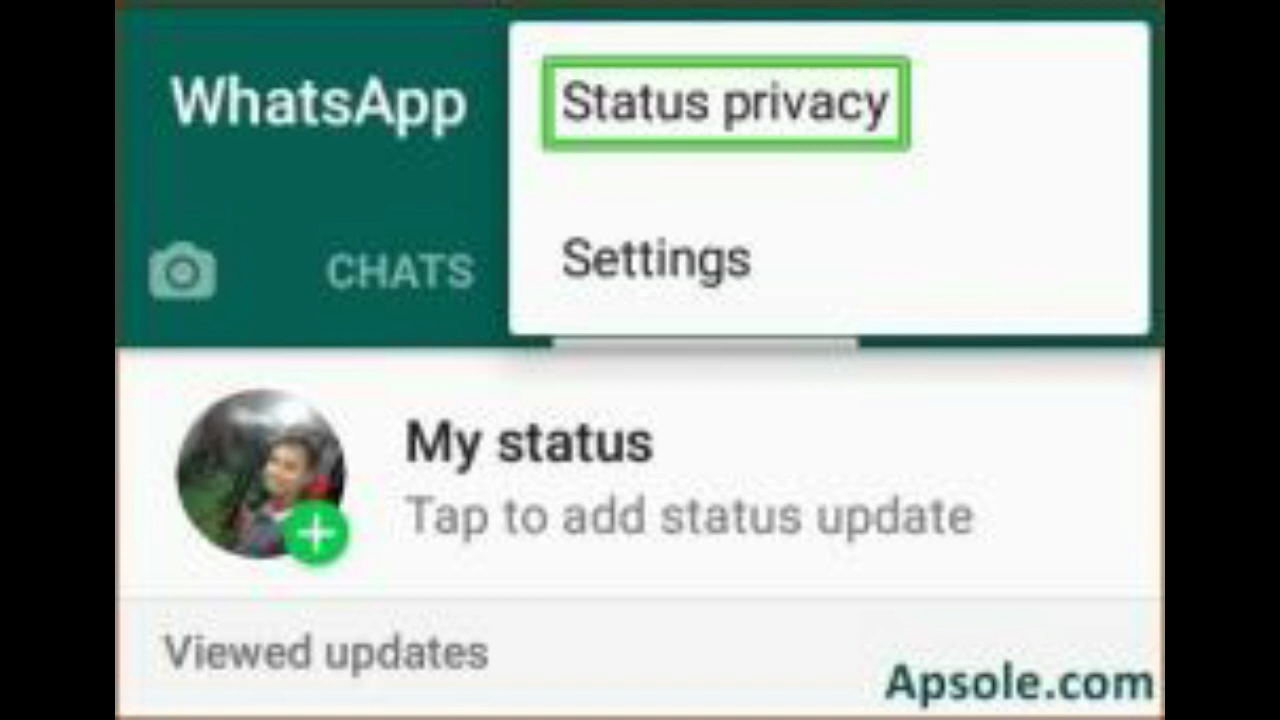 WhatsApp
Status privacy
Settings
CHATS
My status
Tap to add status update
Viewed updates
Apsole.com